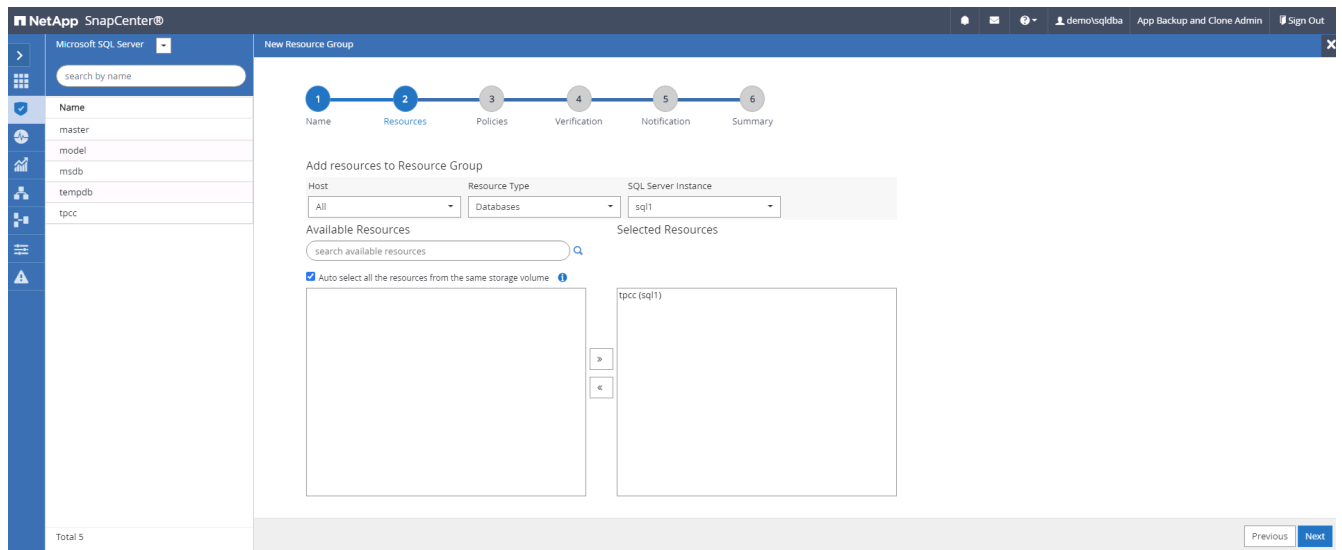 NetApp SnapCenter®
demo\sqldba App Backup and Clone Admin Sign Out
Microsoft SQL Server
search by name
Name
master
model
msdb
tempdb
tpcc
Total 5
New Resource Group
1 2 3 4 5 6
Name Resources Policies Verification Notification Summary
Add resources to Resource Group
Host Resource Type SQL Server Instance
All Databases sql1
Available Resources Selected Resources
search available resources
Auto select all the resources from the same storage volume
tpcc (sql1)
Previous Next